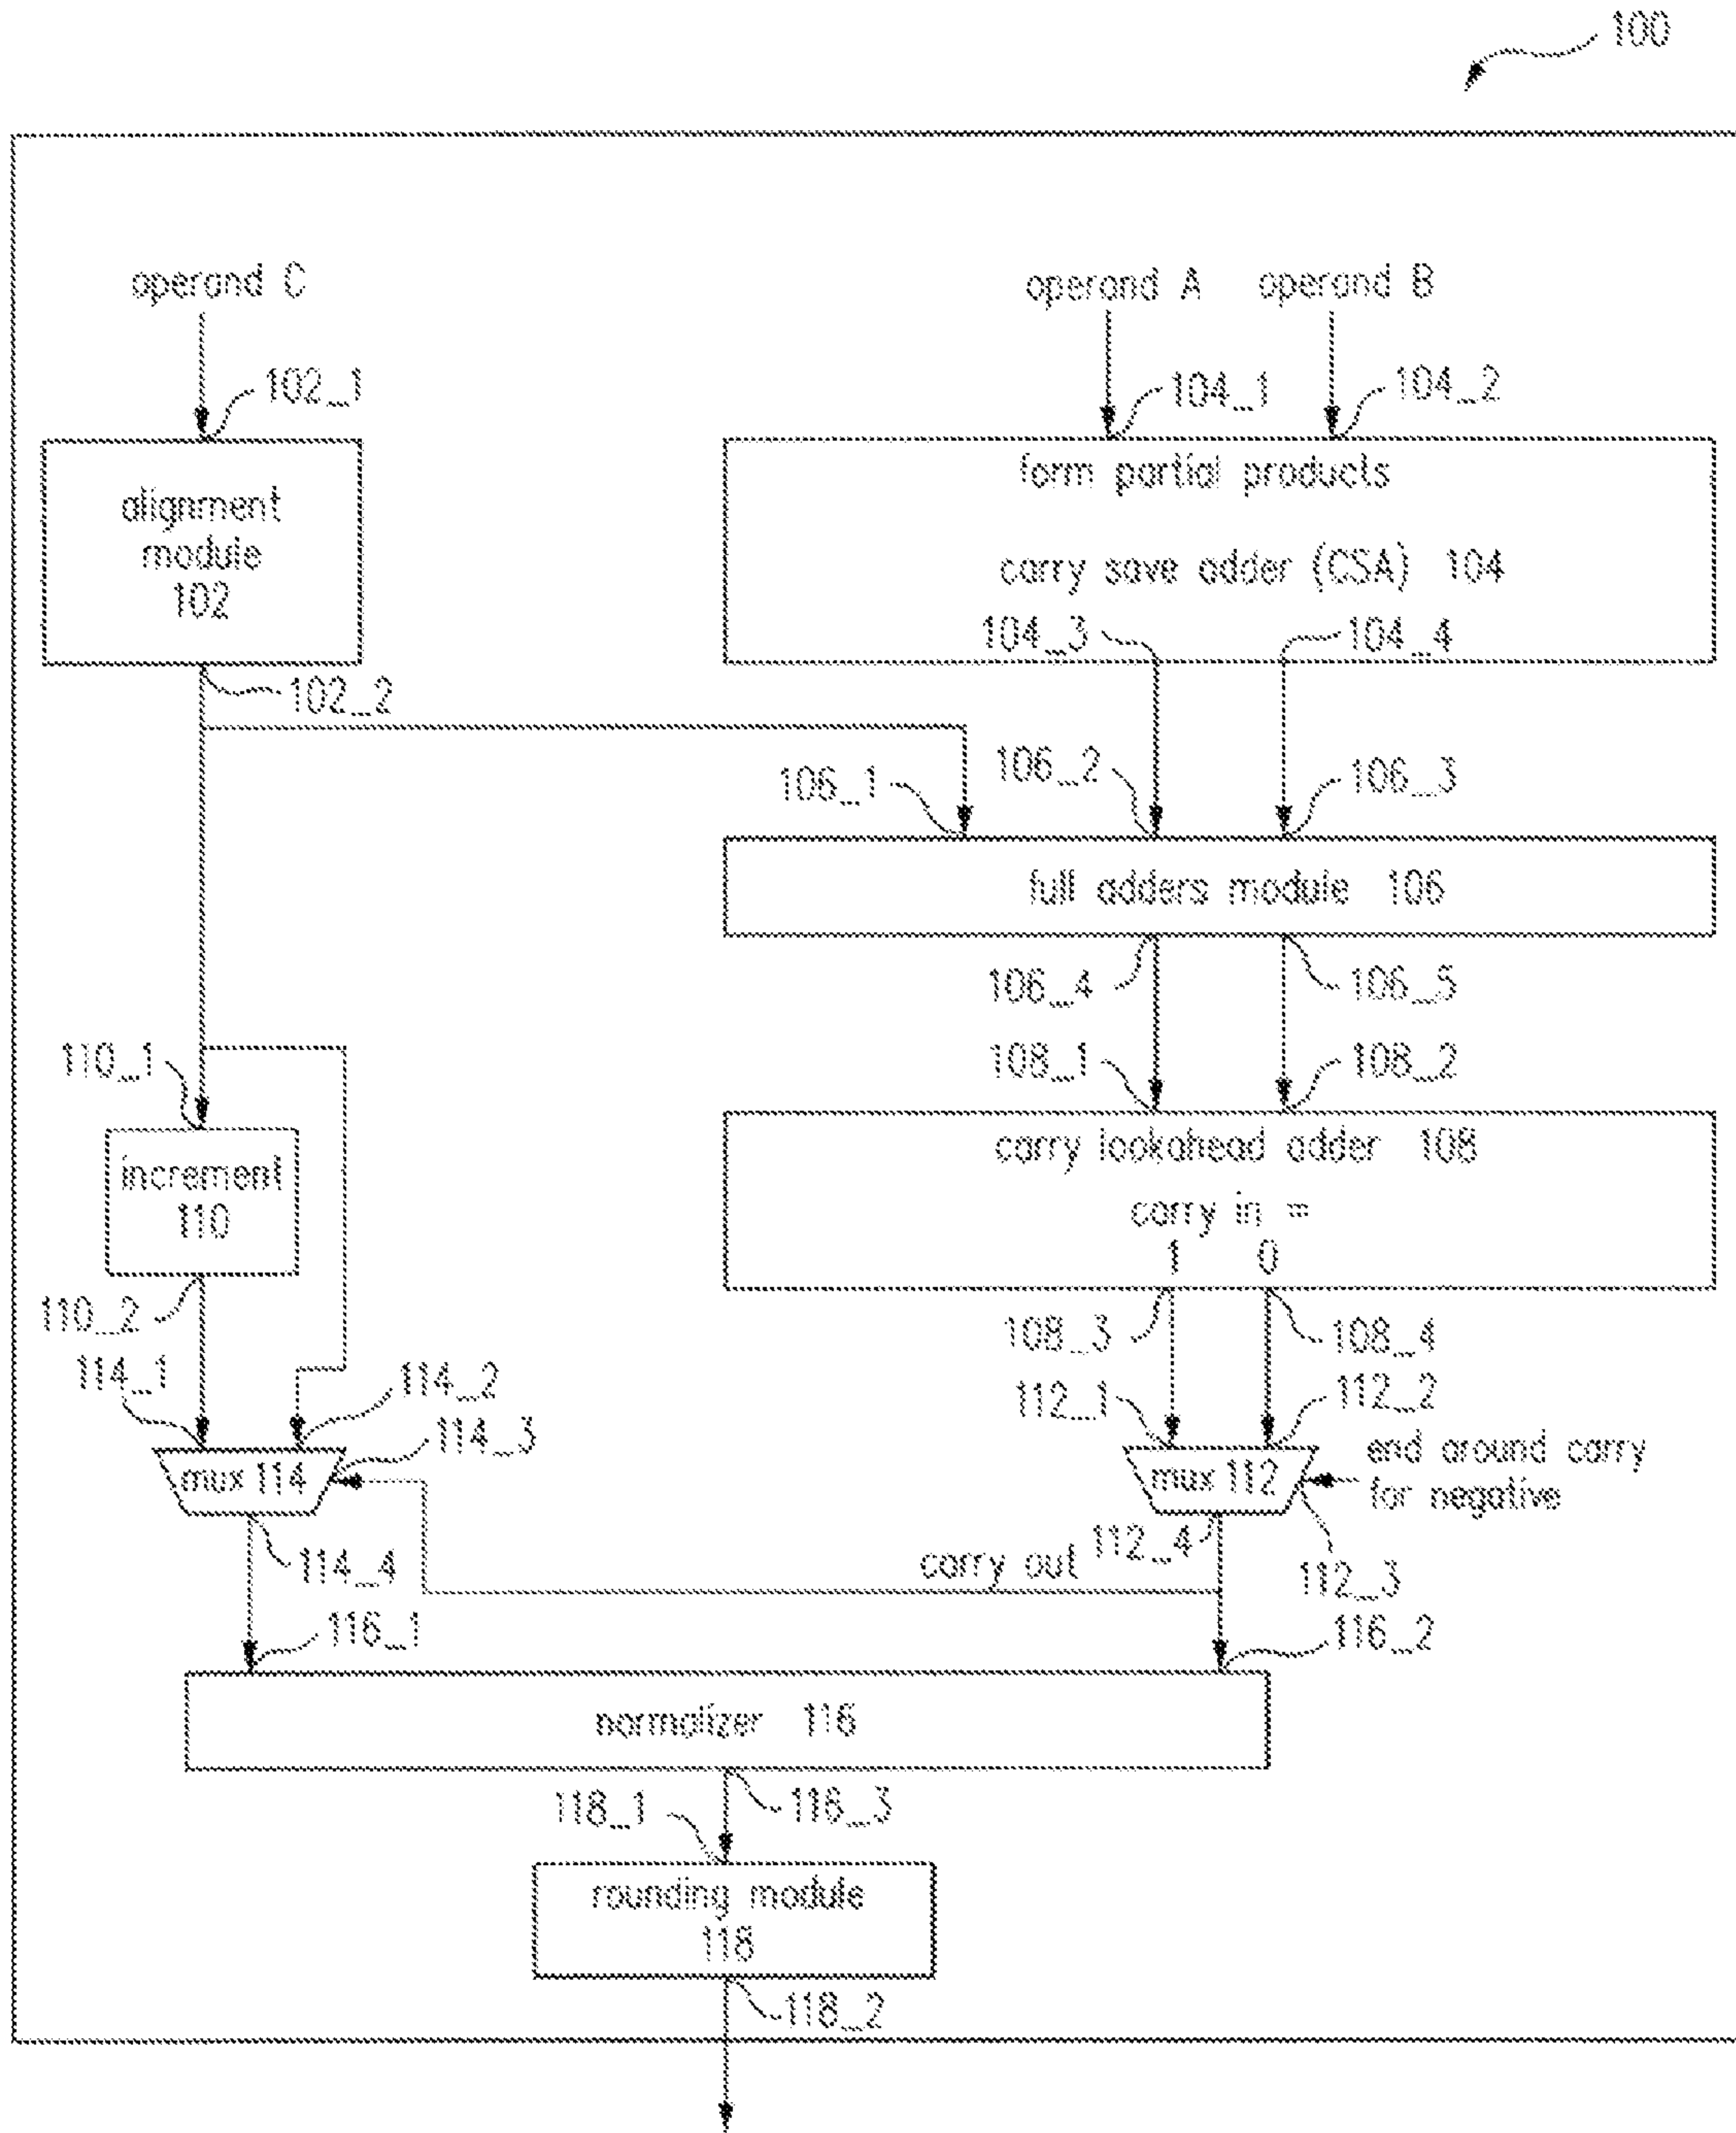 100
operand C
operand A operand B
102_1
104_1
104_2
alignment
module
102
form partial products
carry save adder (CSA) 104
104_3
104_4
102_2
106_1
106_2
106_3
full adders module 106
106_4
106_5
108_1
108_2
110_1
increment
110
110_2
carry lookahead adder 108
carry in =
1 0
108_3
108_4
114_1
114_2
114_3
112_1
112_2
mux 114
mux 112
end around carry
for negative
114_4
carry out
112_4
112_3
116_1
116_2
normalizer 116
118_1
116_3
rounding module
118
118_2